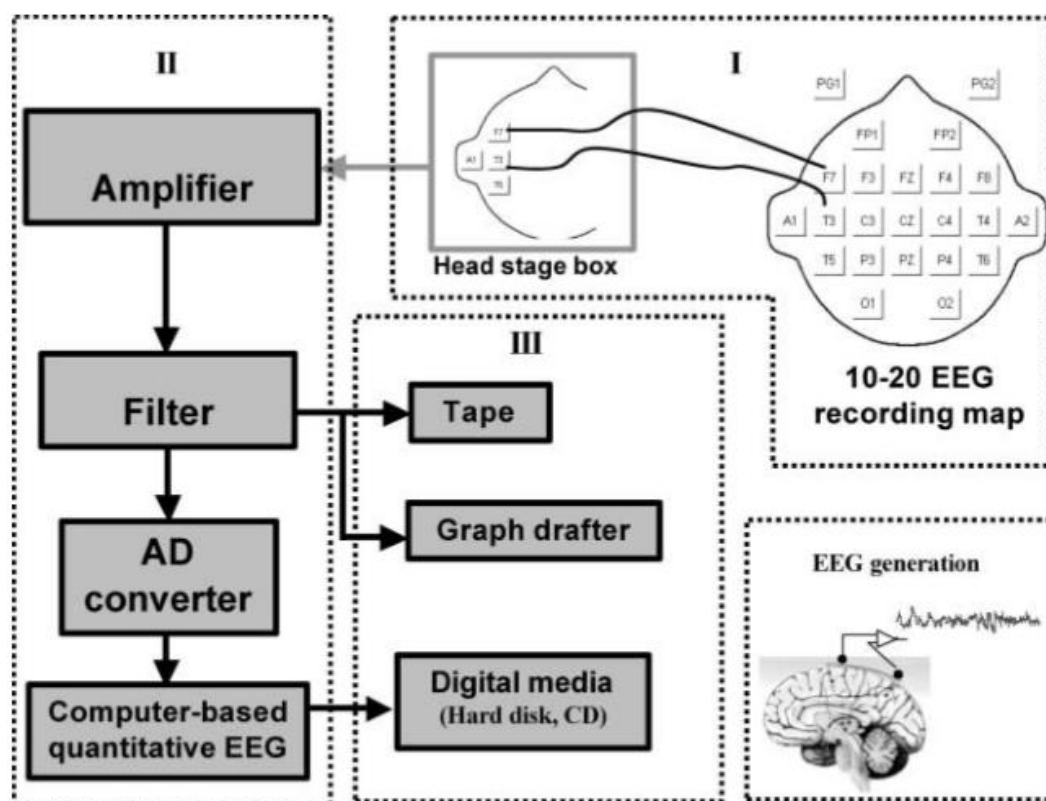 II
Amplifier
Filter
AD
converter
Computer-based
quantitative EEG
I
F7
A1 T3
T5
Head stage box
PG1 PG2
FP1 FP2
F7 F3 FZ F4 F8
A1 T3 C3 CZ C4 T4 A2
T5 P3 PZ P4 T6
O1 O2
10-20 EEG
recording map
III
Tape
Graph drafter
Digital media
(Hard disk, CD)
EEG generation